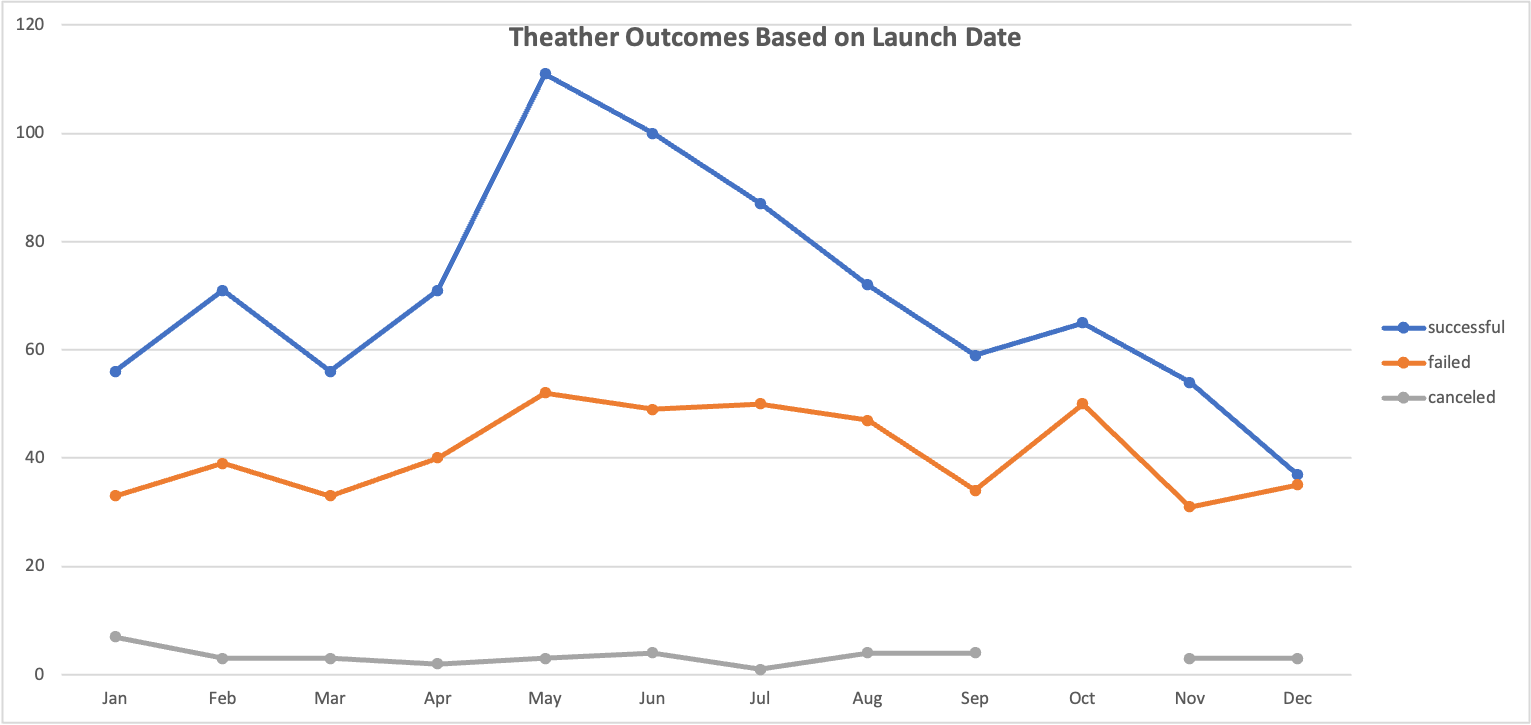 Theather Outcomes Based on Launch Date
120
100
80
60
40
20
0
Jan Feb Mar Apr May Jun Jul Aug Sep Oct Nov Dec
successful
failed
canceled